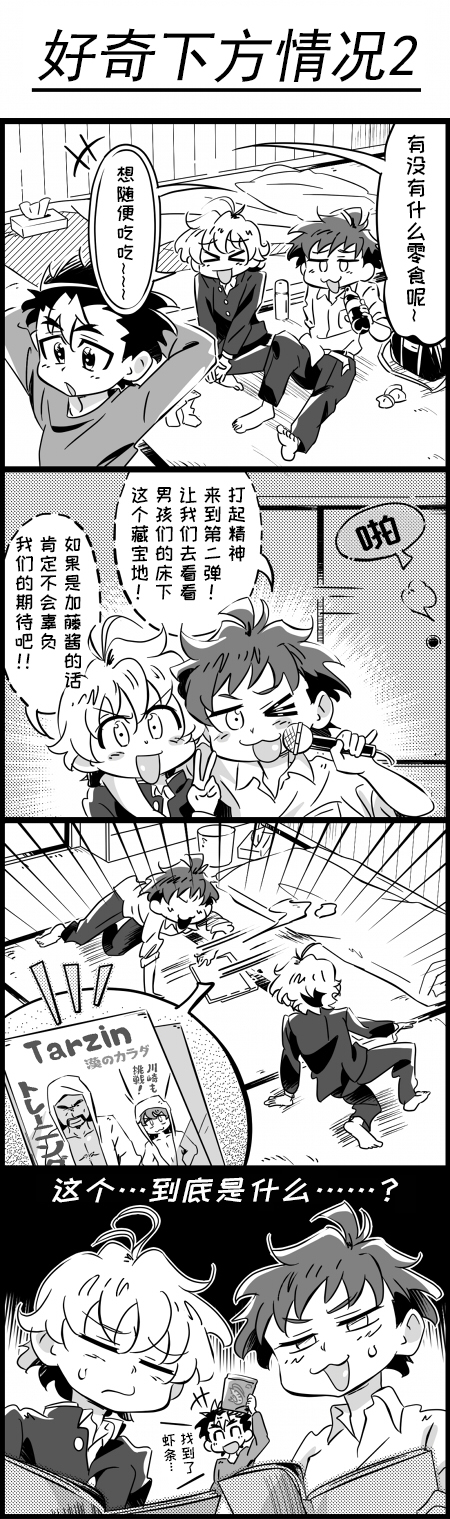 好奇下方情况2
有没有什么零食呢~
想随便吃吃~~
啪
打起精神
来到第二弹!
让我们去看看
男孩们的床下
这个藏宝地!
如果是加藤酱的话
肯定不会辜负
我们的期待吧!!
Tarzin
漢のカラダ
川崎も
挑戦!
トレーニング
这个…到底是什么……?
找到了
虾条…